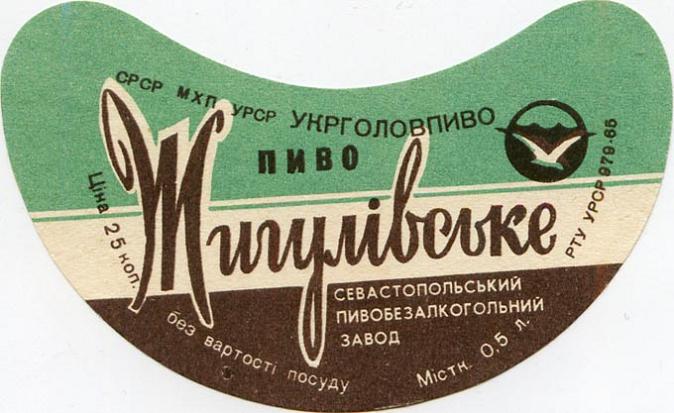 СРСР МХП УРСР УКРГОЛОВПИВО
ПИВО
Жигулівське
Ціна 25 коп.
без вартості посуду
СЕВАСТОПОЛЬСЬКИЙ
ПИВОБЕЗАЛКОГОЛЬНИЙ
ЗАВОД
Містк. 0,5 л.
РТУ УРСР 979-65